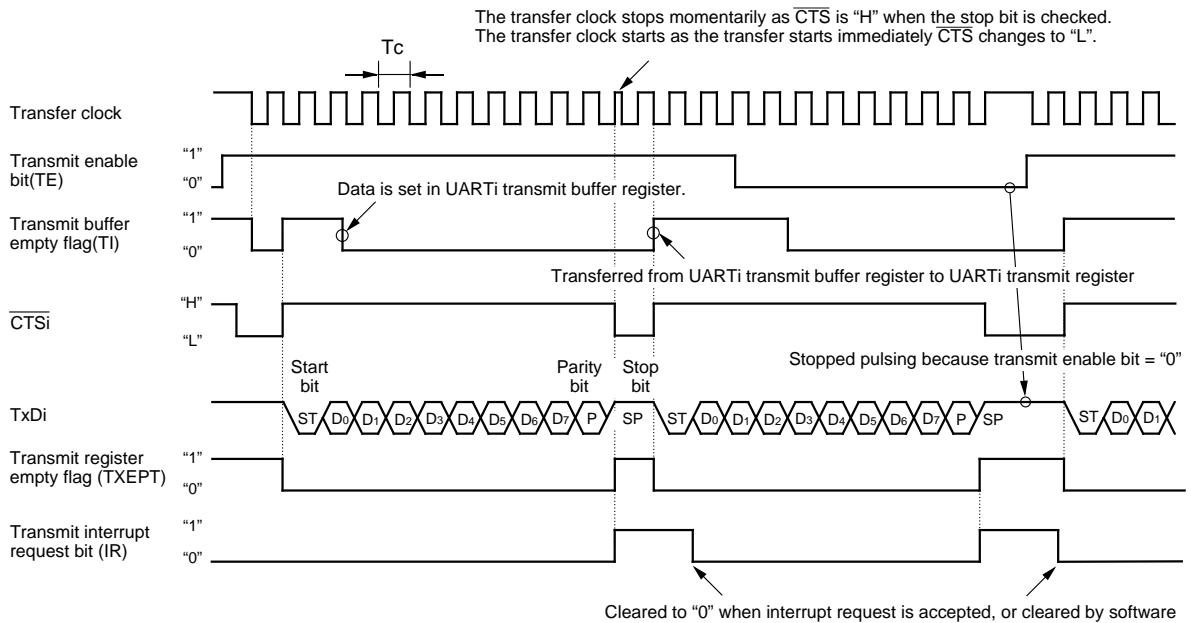 The transfer clock stops momentarily as CTS is “H” when the stop bit is checked.
The transfer clock starts as the transfer starts immediately CTS changes to “L”.
Tc
Transfer clock
Transmit enable
bit(TE)
“1”
“0”
Data is set in UARTi transmit buffer register.
Transmit buffer
empty flag(TI)
“1”
“0”
Transferred from UARTi transmit buffer register to UARTi transmit register
CTSi
“H”
“L”
Stopped pulsing because transmit enable bit = “0”
Start
bit
Parity
bit
Stop
bit
TxDi
ST D0 D1 D2 D3 D4 D5 D6 D7 P SP ST D0 D1 D2 D3 D4 D5 D6 D7 P SP ST D0 D1
Transmit register
empty flag (TXEPT)
“1”
“0”
Transmit interrupt
request bit (IR)
“1”
“0”
Cleared to “0” when interrupt request is accepted, or cleared by software